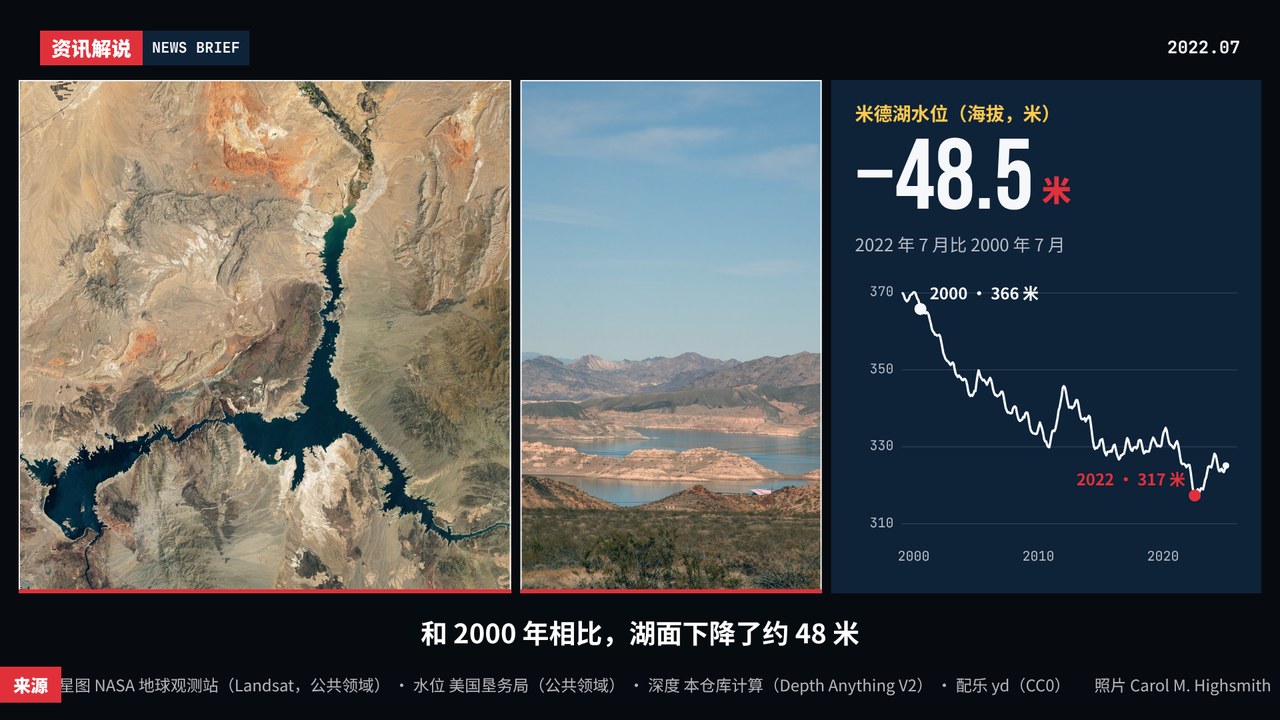 资讯解说 NEWS BRIEF
2022.07
米德湖水位（海拔，米）
−48.5 米
2022 年 7 月比 2000 年 7 月
370
2000 · 366 米
350
330
2022 · 317 米
310
2000 2010 2020
和 2000 年相比，湖面下降了约 48 米
来源 星图 NASA 地球观测站（Landsat，公共领域） · 水位 美国垦务局（公共领域） · 深度 本仓库计算（Depth Anything V2） · 配乐 yd（CC0） 照片 Carol M. Highsmith